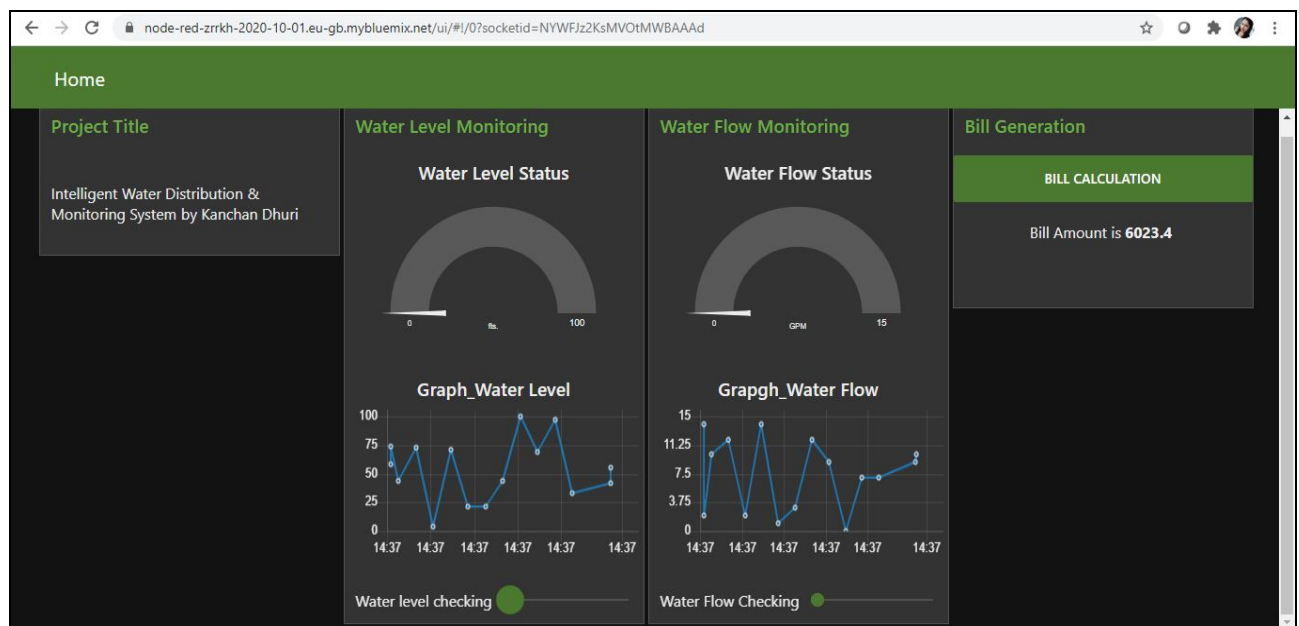 node-red-zrrkh-2020-10-01.eu-gb.mybluemix.net/ui/#!/0?socketid=NYWFJz2KsMVOtMWBAAAd
Home
Project Title
Intelligent Water Distribution &
Monitoring System by Kanchan Dhuri
Water Level Monitoring
Water Level Status
0
fts.
100
Graph_Water Level
100
75
50
25
0
14:37 14:37 14:37 14:37 14:37 14:37
Water level checking
Water Flow Monitoring
Water Flow Status
0
GPM
15
Grapgh_Water Flow
15
11.25
7.5
3.75
0
14:37 14:37 14:37 14:37 14:37 14:37
Water Flow Checking
Bill Generation
BILL CALCULATION
Bill Amount is 6023.4